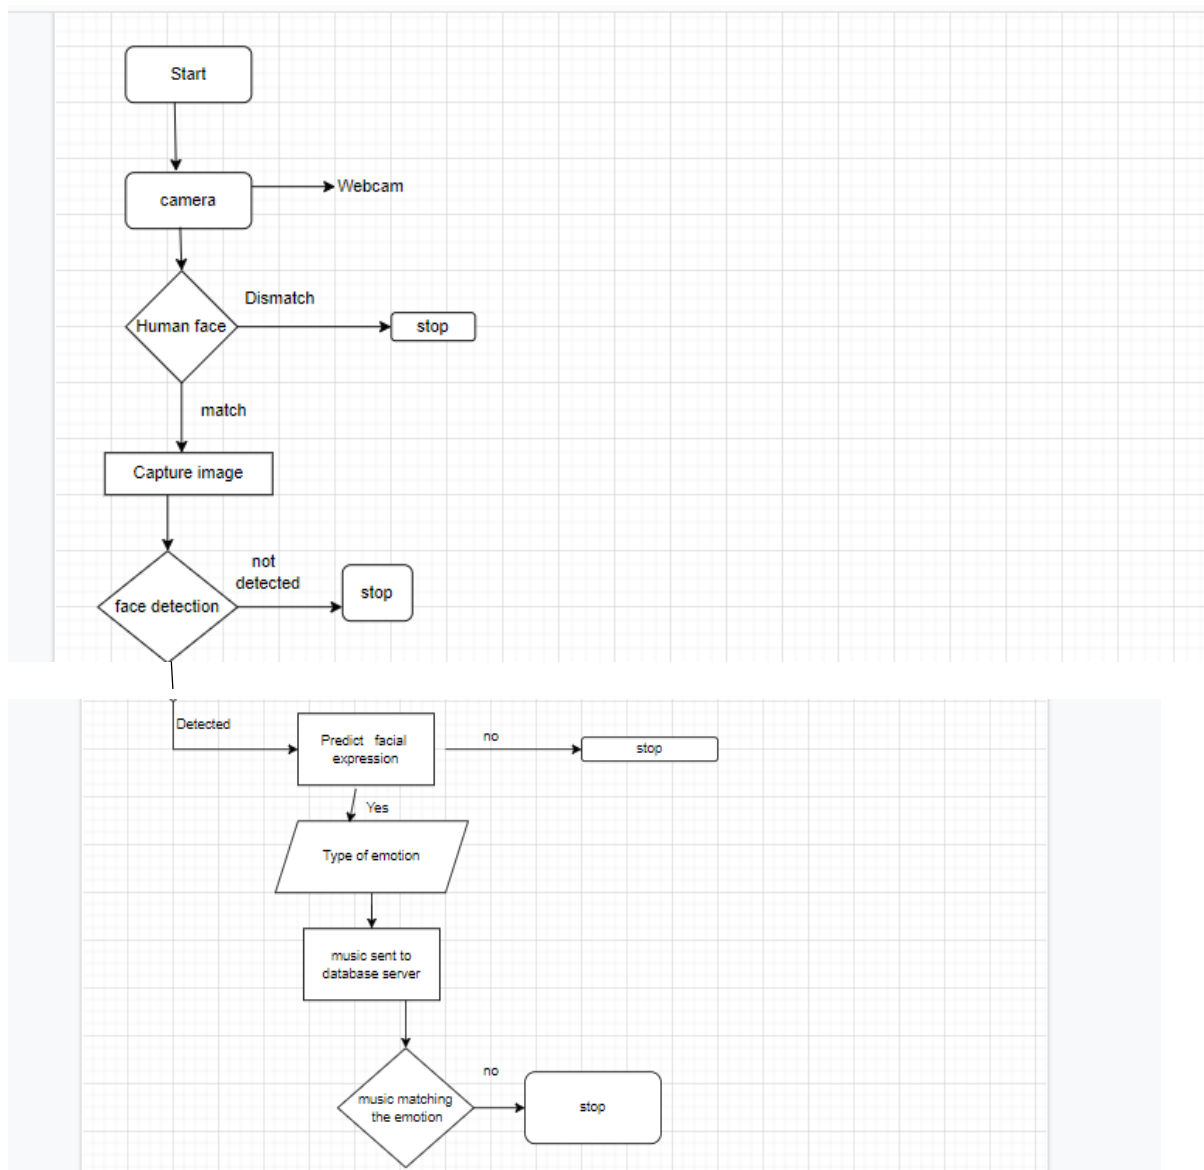 Start
camera
Webcam
Human face
Dismatch
stop
match
Capture image
face detection
not
detected
stop
Detected
Predict facial
expression
no
stop
Yes
Type of emotion
music sent to
database server
music matching
the emotion
no
stop